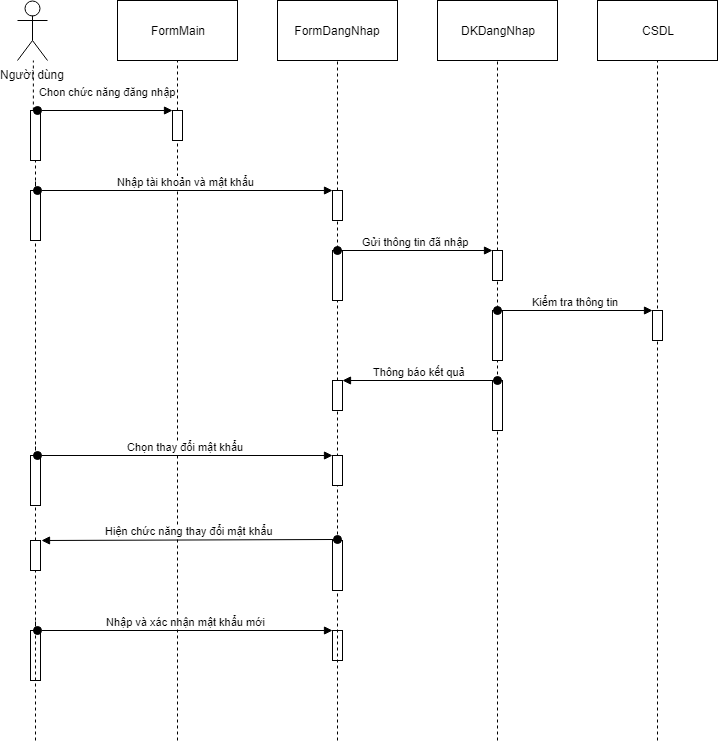 FormMain
FormDangNhap
DKDangNhap
CSDL
Người dùng
Chon chức năng đăng nhập
Nhập tài khoản và mật khẩu
Gửi thông tin đã nhập
Kiểm tra thông tin
Thông báo kết quả
Chọn thay đổi mật khẩu
Hiện chức năng thay đổi mật khẩu
Nhập và xác nhận mật khẩu mới